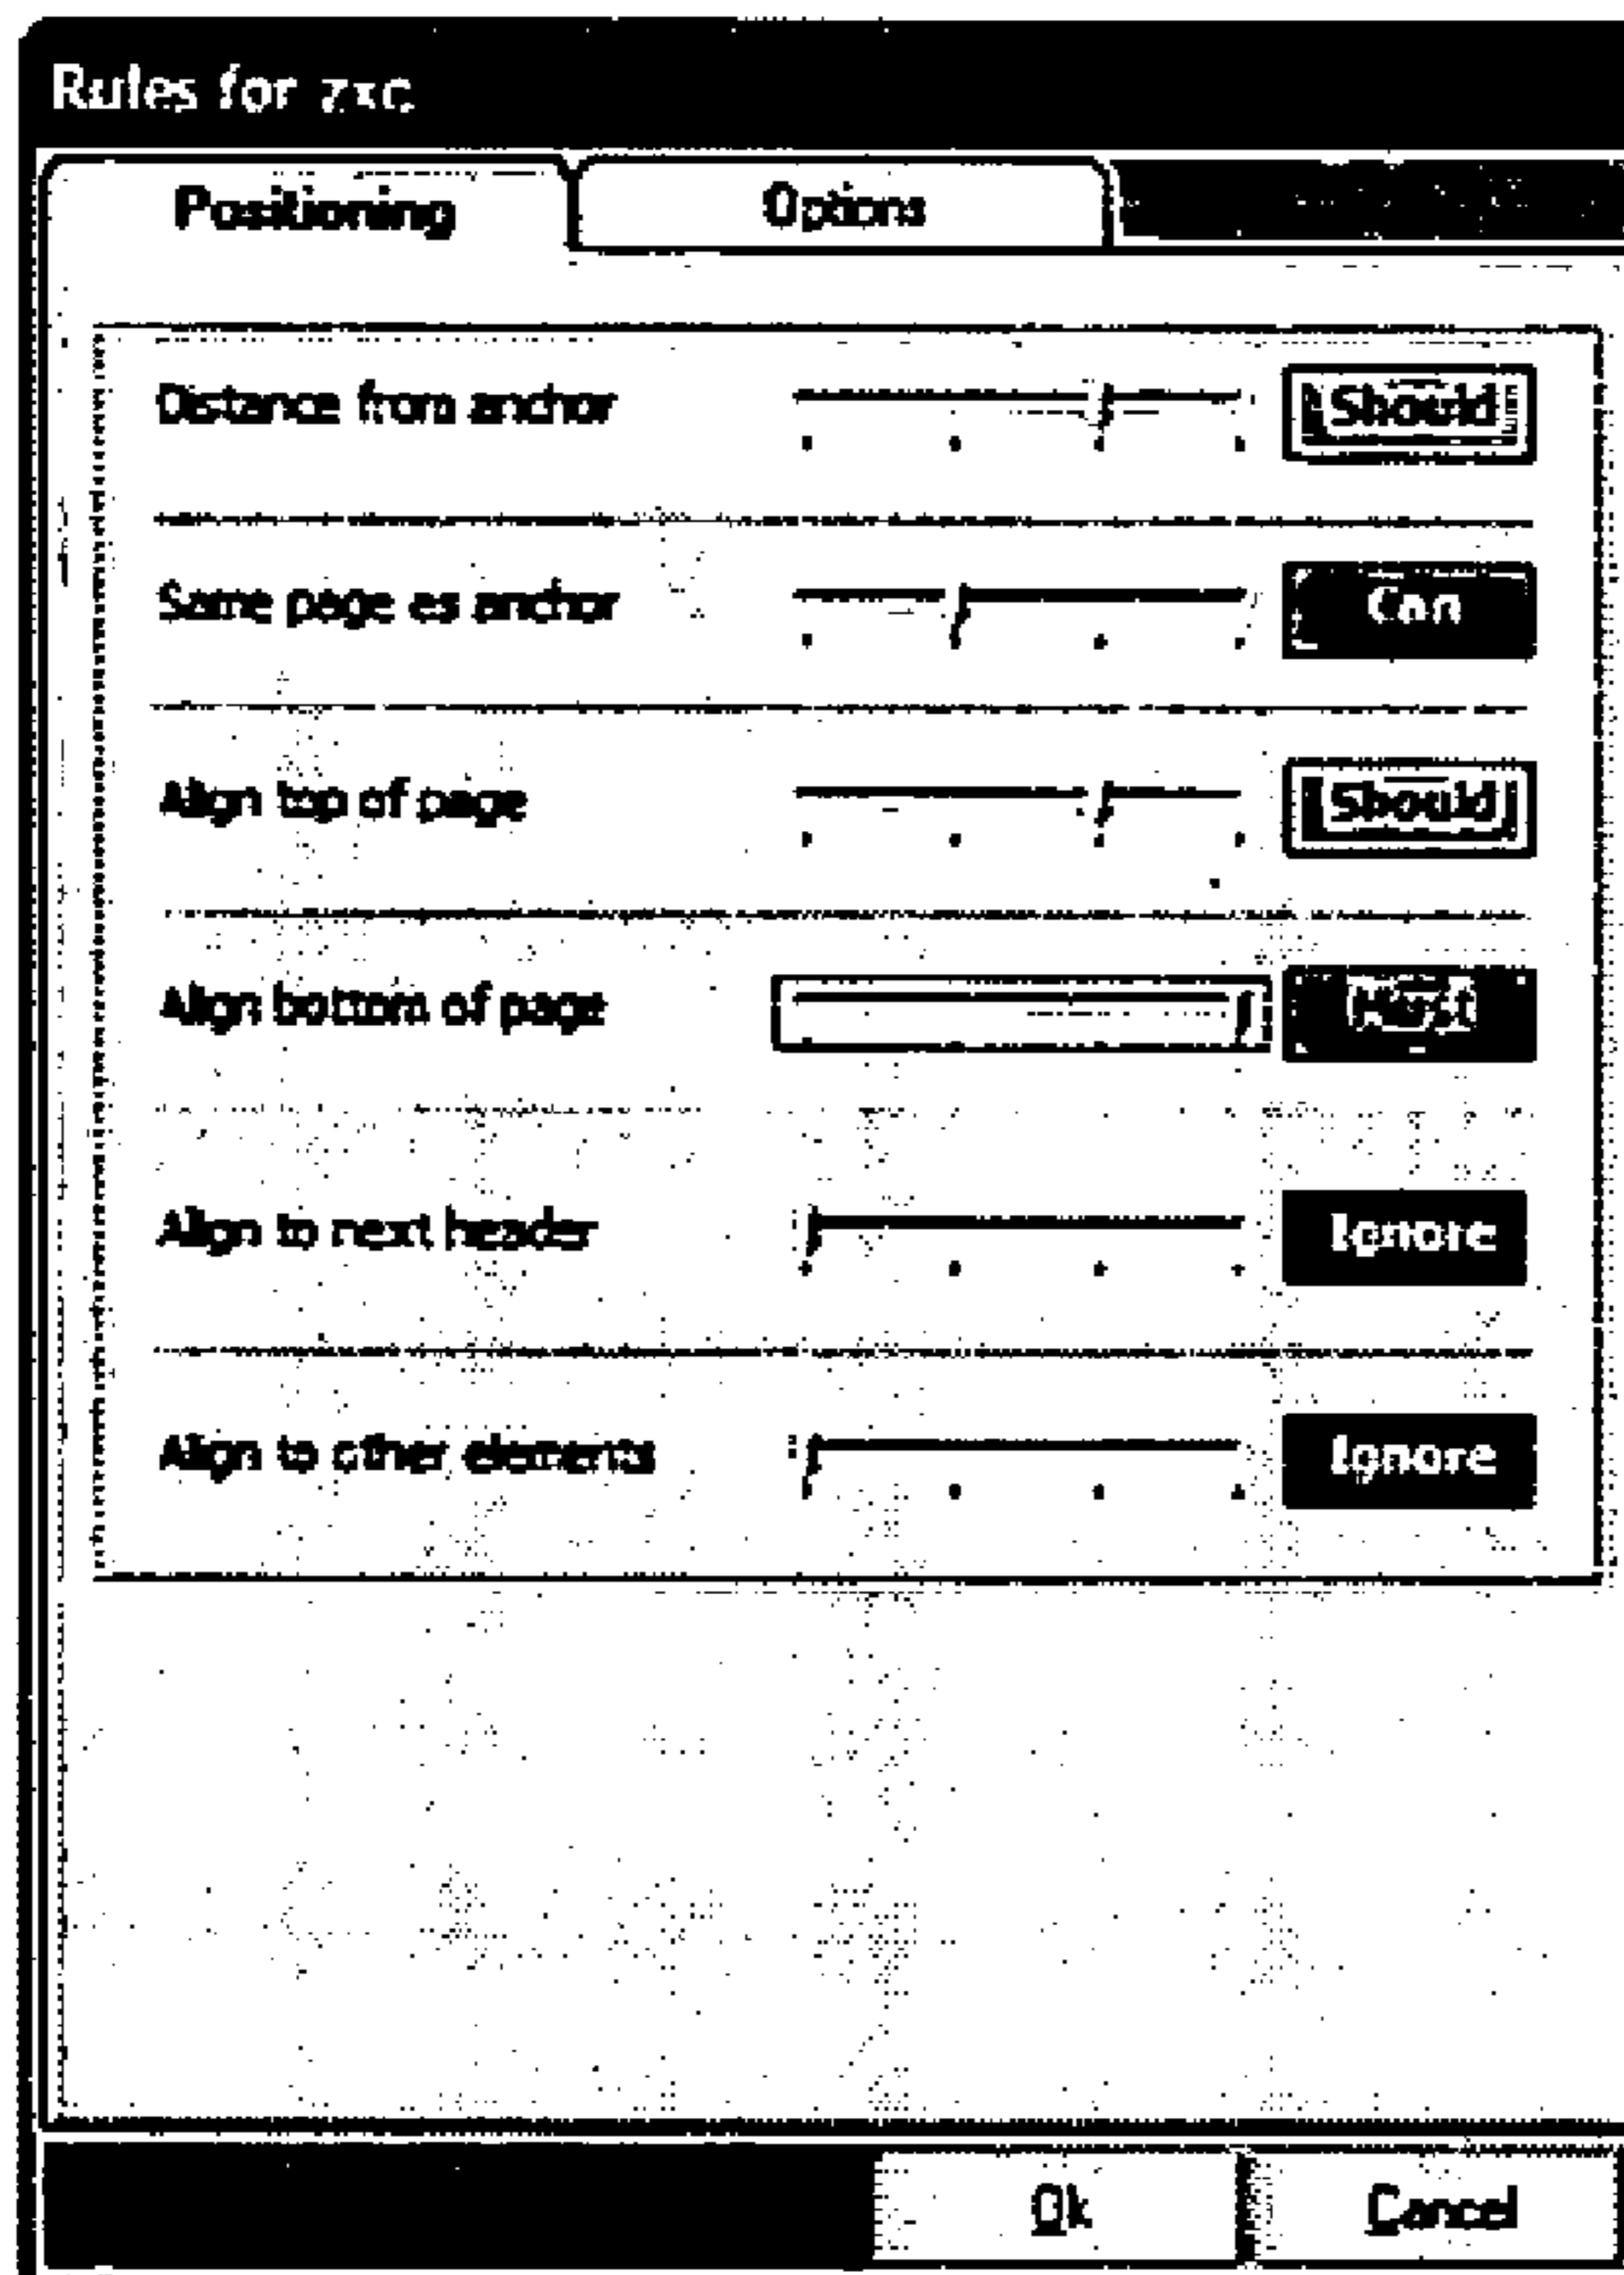 Rules for zxc
Positioning Options
Distance from anchor Should
Same page as anchor Can
Align top of page Should
Align bottom of page Must
Align to next header Ignore
Align to other elements Ignore
Ok Cancel